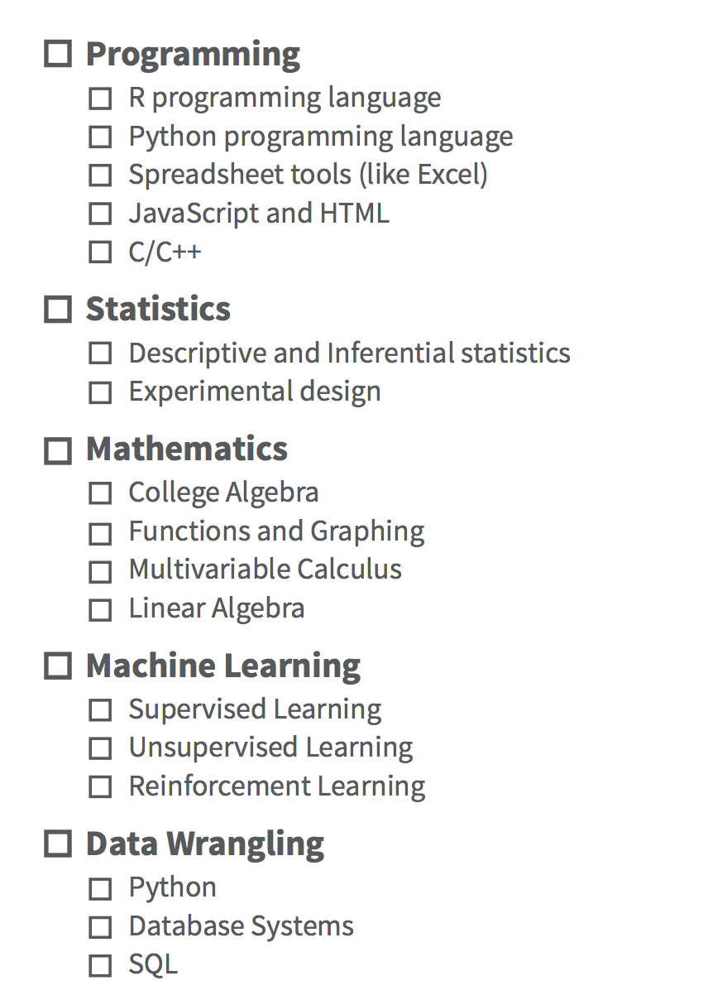 Programming
R programming language
Python programming language
Spreadsheet tools (like Excel)
JavaScript and HTML
C/C++
Statistics
Descriptive and Inferential statistics
Experimental design
Mathematics
College Algebra
Functions and Graphing
Multivariable Calculus
Linear Algebra
Machine Learning
Supervised Learning
Unsupervised Learning
Reinforcement Learning
Data Wrangling
Python
Database Systems
SQL